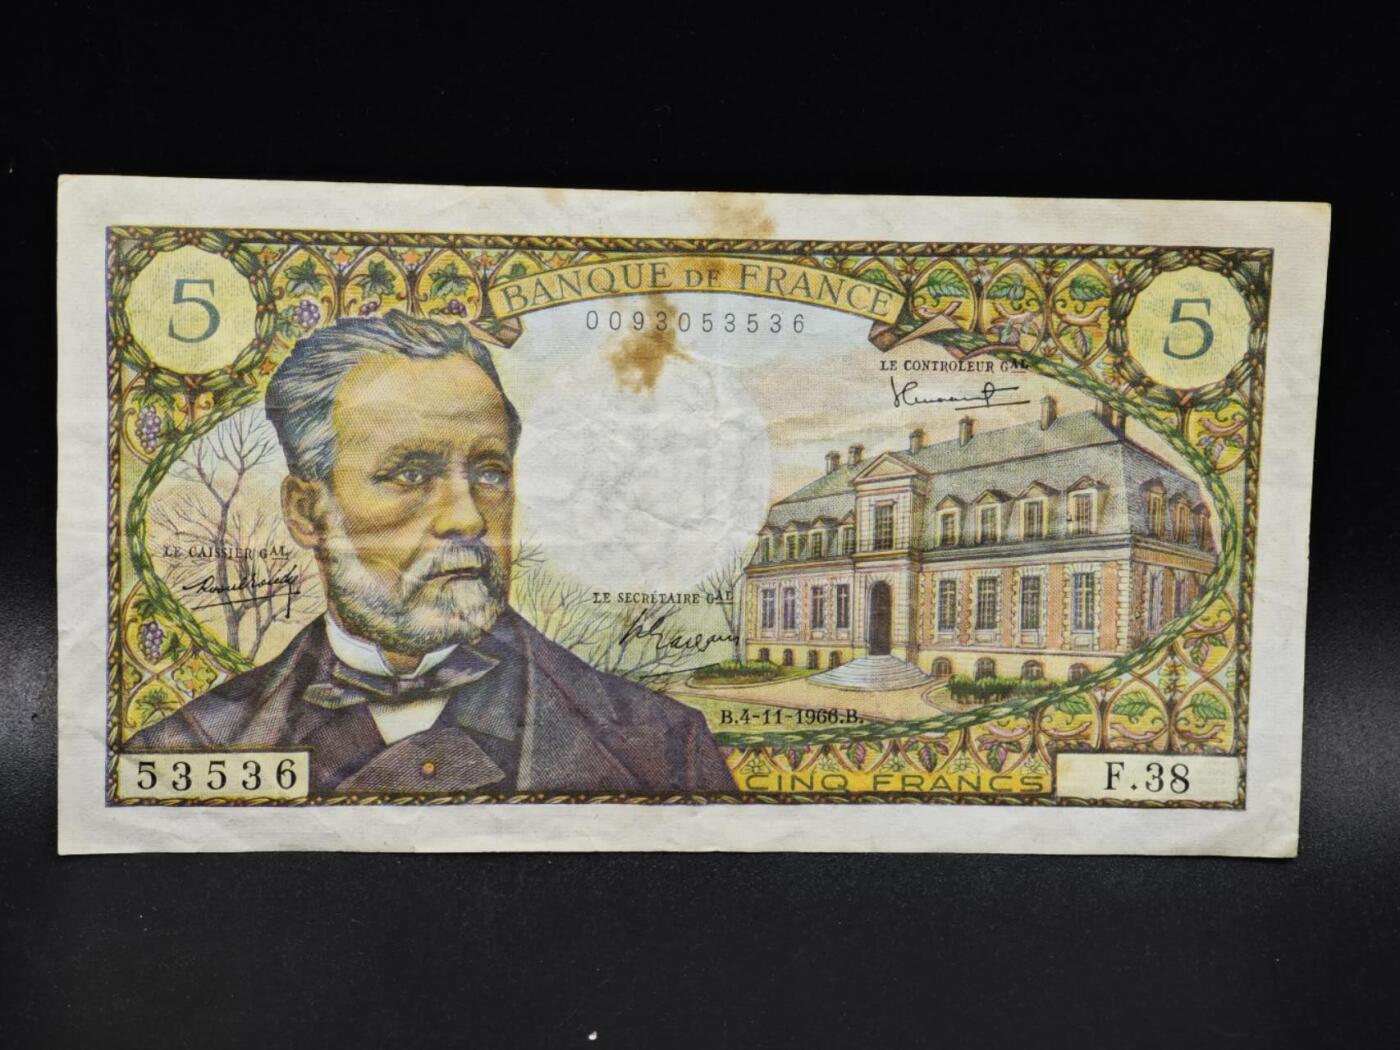 5
BANQUE DE FRANCE
5
0093053536
LE CONTROLEUR GAL
LE CAISSIER GAL
LE SECRÉTAIRE GAL
B.4-11-1966.B.
53536
CINQ FRANCS
F.38